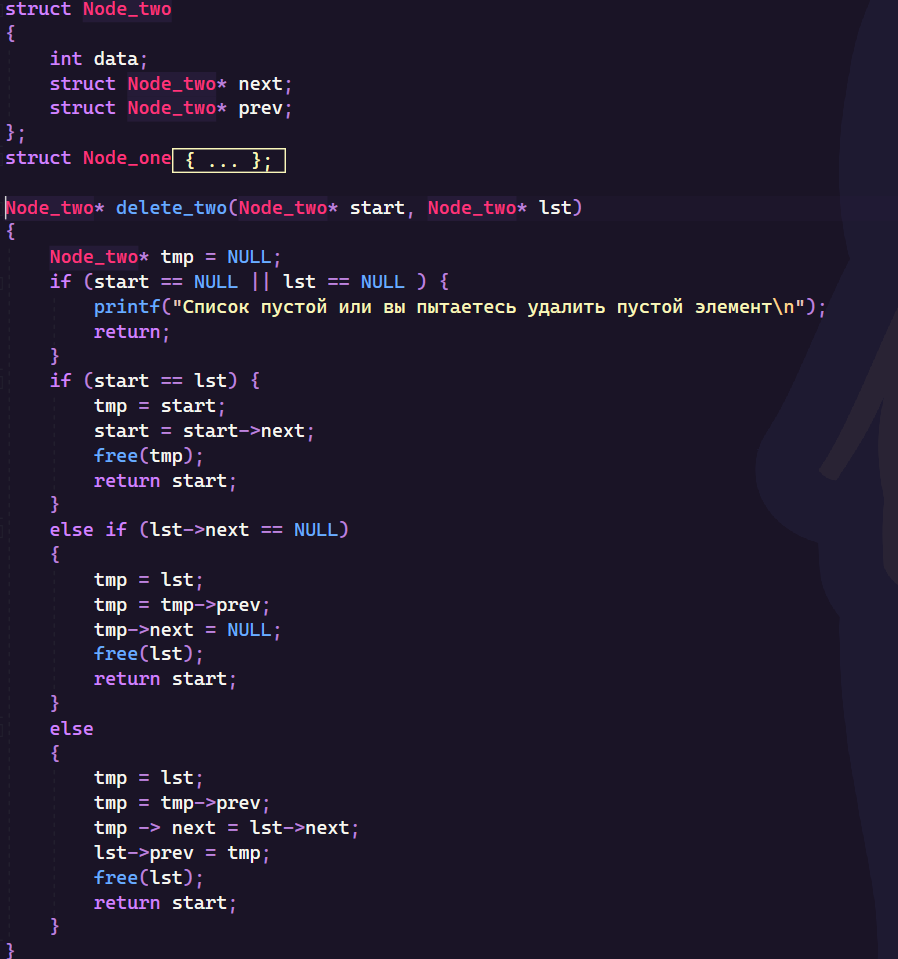 struct Node_two
{
    int data;
    struct Node_two* next;
    struct Node_two* prev;
};
struct Node_one { ... };

Node_two* delete_two(Node_two* start, Node_two* lst)
{
    Node_two* tmp = NULL;
    if (start == NULL || lst == NULL ) {
        printf("Список пустой или вы пытаетесь удалить пустой элемент\n");
        return;
    }
    if (start == lst) {
        tmp = start;
        start = start->next;
        free(tmp);
        return start;
    }
    else if (lst->next == NULL)
    {
        tmp = lst;
        tmp = tmp->prev;
        tmp->next = NULL;
        free(lst);
        return start;
    }
    else
    {
        tmp = lst;
        tmp = tmp->prev;
        tmp -> next = lst->next;
        lst->prev = tmp;
        free(lst);
        return start;
    }
}